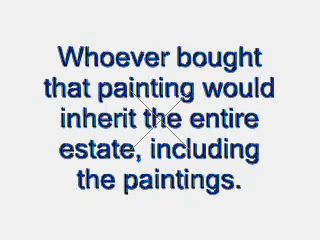 Whoever bought
that painting would
inherit the entire
estate, including
the paintings.